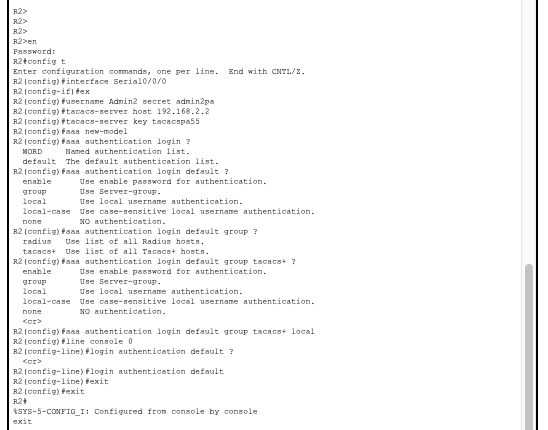 R2>
R2>
R2>
R2>en
Password:
R2#config t
Enter configuration commands, one per line.  End with CNTL/Z.
R2(config)#interface Serial0/0/0
R2(config-if)#ex
R2(config)#username Admin2 secret admin2pa
R2(config)#tacacs-server host 192.168.2.2
R2(config)#tacacs-server key tacacspa55
R2(config)#aaa new-model
R2(config)#aaa authentication login ?
  WORD     Named authentication list.
  default  The default authentication list.
R2(config)#aaa authentication login default ?
  enable      Use enable password for authentication.
  group       Use Server-group.
  local       Use local username authentication.
  local-case  Use case-sensitive local username authentication.
  none        NO authentication.
R2(config)#aaa authentication login default group ?
  radius   Use list of all Radius hosts.
  tacacs+  Use list of all Tacacs+ hosts.
R2(config)#aaa authentication login default group tacacs+ ?
  enable      Use enable password for authentication.
  group       Use Server-group.
  local       Use local username authentication.
  local-case  Use case-sensitive local username authentication.
  none        NO authentication.
  <cr>
R2(config)#aaa authentication login default group tacacs+ local
R2(config)#line console 0
R2(config-line)#login authentication default ?
  <cr>
R2(config-line)#login authentication default
R2(config-line)#exit
R2(config)#exit
R2#
%SYS-5-CONFIG_I: Configured from console by console
exit